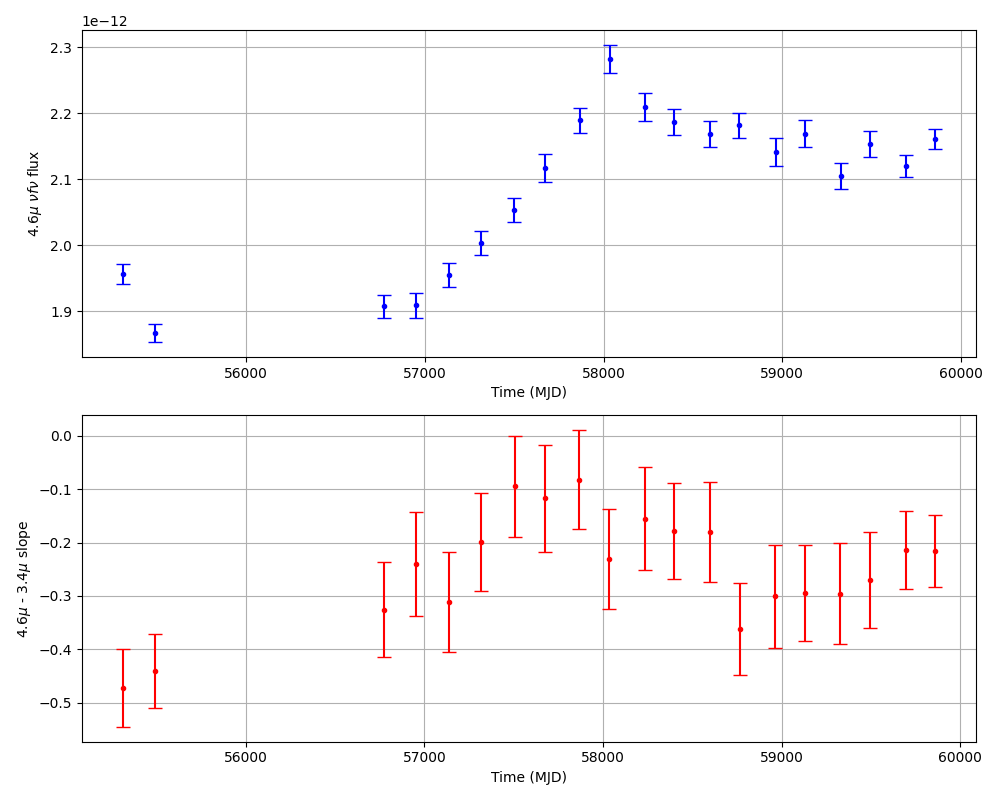 1e−12
2.3
2.2
2.1
2.0
1.9
4.6μ νfν flux
56000 57000 58000 59000 60000
Time (MJD)
0.0
−0.1
−0.2
−0.3
−0.4
−0.5
4.6μ - 3.4μ slope
56000 57000 58000 59000 60000
Time (MJD)